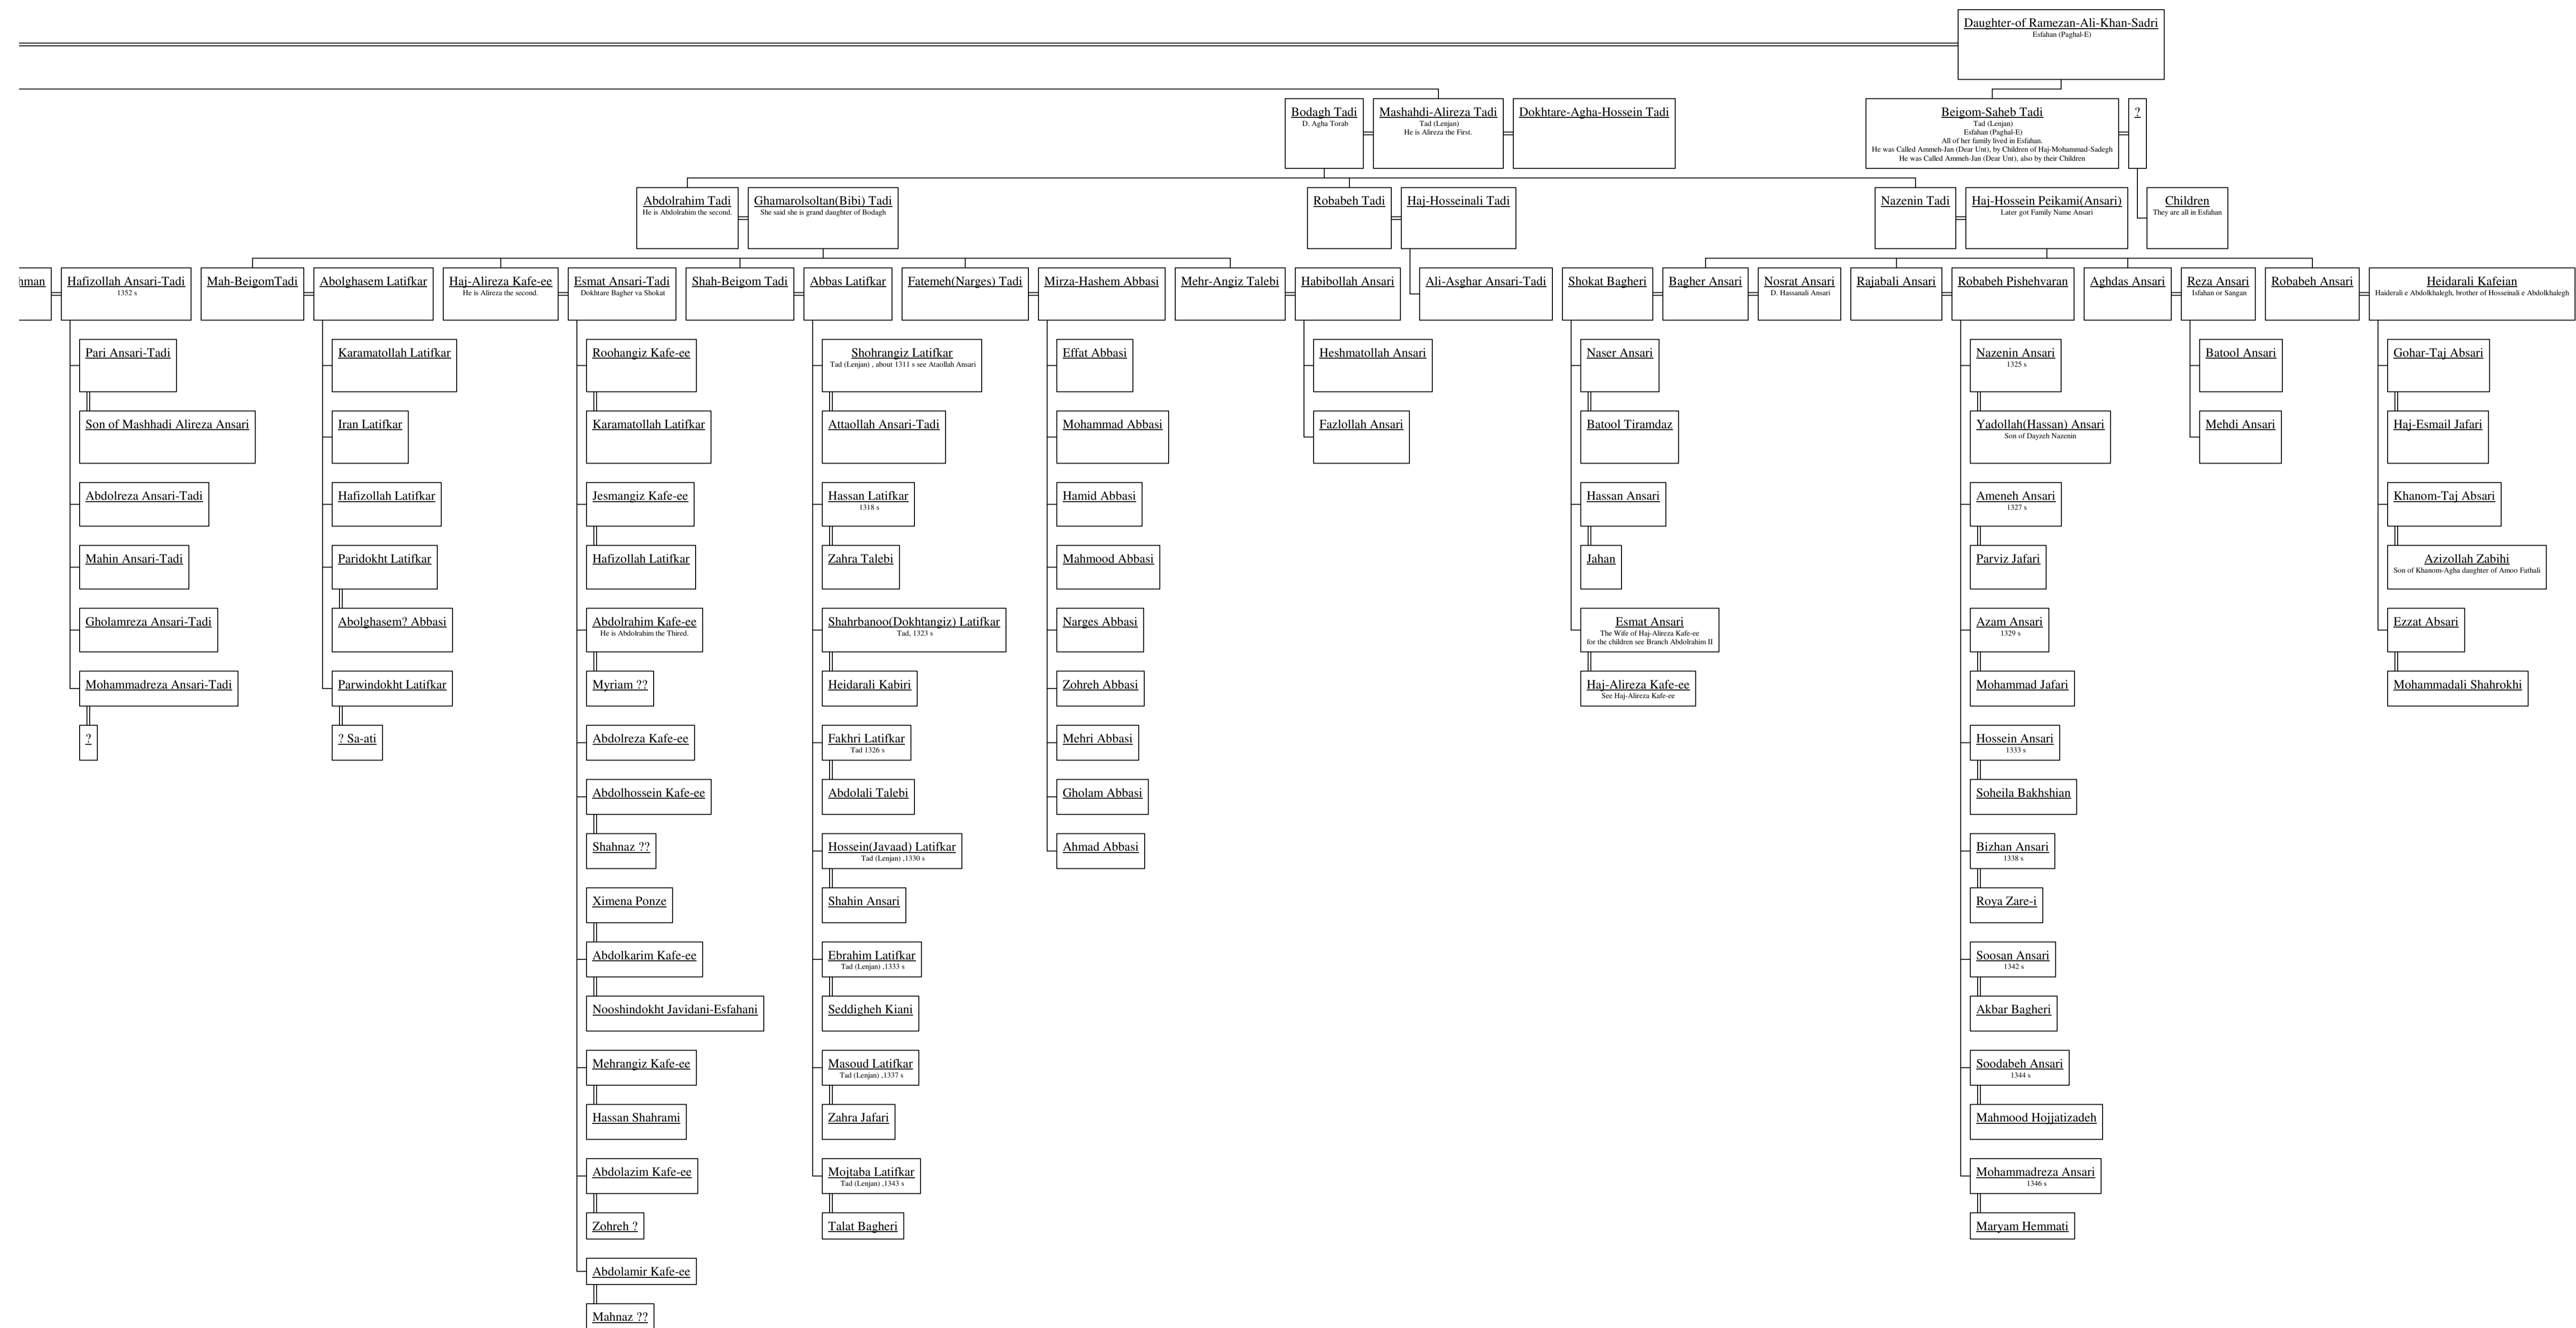 Daughter-of Ramezan-Ali-Khan-Sadri
Esfahan (Paghal-E)
Bodagh Tadi
D. Agha Torab
Mashahdi-Alireza Tadi
Tad (Lenjan)
He is Alireza the First.
Dokhtare-Agha-Hossein Tadi
Beigom-Saheb Tadi
Tad (Lenjan)
Esfahan (Paghal-E)
All of her family lived in Esfahan.
He was Called Ammeh-Jan (Dear Unt), by Children of Haj-Mohammad-Sadegh
He was Called Ammeh-Jan (Dear Unt), also by their Children
?
Abdolrahim Tadi
He is Abdolrahim the second.
Ghamarolsoltan(Bibi) Tadi
She said she is grand daughter of Bodagh
Robabeh Tadi
Haj-Hosseinali Tadi
Nazenin Tadi
Haj-Hossein Peikami(Ansari)
Later got Family Name Ansari
Children
They are all in Esfahan
hman
Hafizollah Ansari-Tadi
1352 s
Mah-BeigomTadi
Abolghasem Latifkar
Haj-Alireza Kafe-ee
He is Alireza the second.
Esmat Ansari-Tadi
Dokhtare Bagher va Shokat
Shah-Beigom Tadi
Abbas Latifkar
Fatemeh(Narges) Tadi
Mirza-Hashem Abbasi
Mehr-Angiz Talebi
Habibollah Ansari
Ali-Asghar Ansari-Tadi
Shokat Bagheri
Bagher Ansari
Nosrat Ansari
D. Hassanali Ansari
Rajabali Ansari
Robabeh Pishehvaran
Aghdas Ansari
Reza Ansari
Isfahan or Sangan
Robabeh Ansari
Heidarali Kafeian
Haiderali e Abdolkhalegh, brother of Hosseinali e Abdolkhalegh
Pari Ansari-Tadi
Son of Mashhadi Alireza Ansari
Abdolreza Ansari-Tadi
Mahin Ansari-Tadi
Gholamreza Ansari-Tadi
Mohammadreza Ansari-Tadi
?
Karamatollah Latifkar
Iran Latifkar
Hafizollah Latifkar
Paridokht Latifkar
Abolghasem? Abbasi
Parwindokht Latifkar
? Sa-ati
Roohangiz Kafe-ee
Karamatollah Latifkar
Jesmangiz Kafe-ee
Hafizollah Latifkar
Abdolrahim Kafe-ee
He is Abdolrahim the Thired.
Myriam ??
Abdolreza Kafe-ee
Abdolhossein Kafe-ee
Shahnaz ??
Ximena Ponze
Abdolkarim Kafe-ee
Nooshindokht Javidani-Esfahani
Mehrangiz Kafe-ee
Hassan Shahrami
Abdolazim Kafe-ee
Zohreh ?
Abdolamir Kafe-ee
Mahnaz ??
Shohrangiz Latifkar
Tad (Lenjan) , about 1311 s see Ataollah Ansari
Attaollah Ansari-Tadi
Hassan Latifkar
1318 s
Zahra Talebi
Shahrbanoo(Dokhtangiz) Latifkar
Tad, 1323 s
Heidarali Kabiri
Fakhri Latifkar
Tad 1326 s
Abdolali Talebi
Hossein(Javaad) Latifkar
Tad (Lenjan) ,1330 s
Shahin Ansari
Ebrahim Latifkar
Tad (Lenjan) ,1333 s
Seddigheh Kiani
Masoud Latifkar
Tad (Lenjan) ,1337 s
Zahra Jafari
Mojtaba Latifkar
Tad (Lenjan) ,1343 s
Talat Bagheri
Effat Abbasi
Mohammad Abbasi
Hamid Abbasi
Mahmood Abbasi
Narges Abbasi
Zohreh Abbasi
Mehri Abbasi
Gholam Abbasi
Ahmad Abbasi
Heshmatollah Ansari
Fazlollah Ansari
Naser Ansari
Batool Tiramdaz
Hassan Ansari
Jahan
Esmat Ansari
The Wife of Haj-Alireza Kafe-ee
for the children see Branch Abdolrahim II
Haj-Alireza Kafe-ee
See Haj-Alireza Kafe-ee
Nazenin Ansari
1325 s
Yadollah(Hassan) Ansari
Son of Dayzeh Nazenin
Ameneh Ansari
1327 s
Parviz Jafari
Azam Ansari
1329 s
Mohammad Jafari
Hossein Ansari
1333 s
Soheila Bakhshian
Bizhan Ansari
1338 s
Roya Zare-i
Soosan Ansari
1342 s
Akbar Bagheri
Soodabeh Ansari
1344 s
Mahmood Hojjatizadeh
Mohammadreza Ansari
1346 s
Maryam Hemmati
Batool Ansari
Mehdi Ansari
Gohar-Taj Absari
Haj-Esmail Jafari
Khanom-Taj Absari
Azizollah Zabihi
Son of Khanom-Agha daughter of Amoo Fathali
Ezzat Absari
Mohammadali Shahrokhi